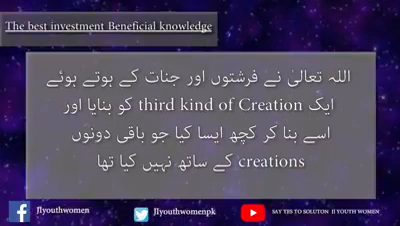 The best investment Beneficial knowledge
اللہ تعالیٰ نے فرشتوں اور جنات کے ہوتے ہوئے
ایک third kind of Creation کو بنایا اور
اسے بنا کر کچھ ایسا کیا جو باقی دونوں
creations کے ساتھ نہیں کیا تھا
JIyouthwomen
JIyouthwomenpk
SAY YES TO SOLUTON JI YOUTH WOMEN